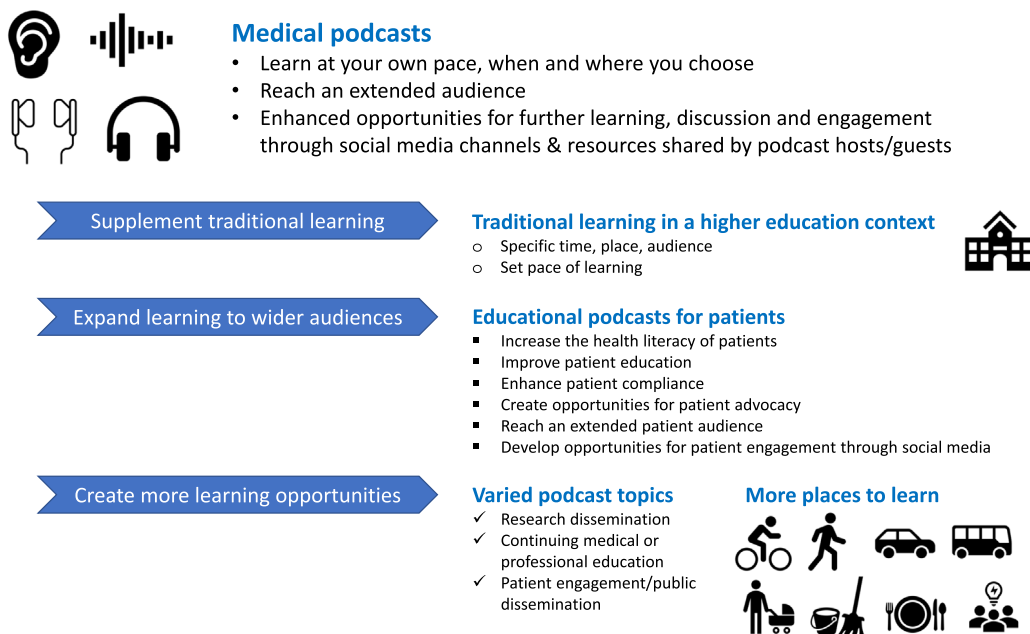 Medical podcasts
• Learn at your own pace, when and where you choose
• Reach an extended audience
• Enhanced opportunities for further learning, discussion and engagement
through social media channels & resources shared by podcast hosts/guests
Supplement traditional learning
Traditional learning in a higher education context
o Specific time, place, audience
o Set pace of learning
Expand learning to wider audiences
Educational podcasts for patients
▪ Increase the health literacy of patients
▪ Improve patient education
▪ Enhance patient compliance
▪ Create opportunities for patient advocacy
▪ Reach an extended patient audience
▪ Develop opportunities for patient engagement through social media
Create more learning opportunities
Varied podcast topics
✓ Research dissemination
✓ Continuing medical or
professional education
✓ Patient engagement/public
dissemination
More places to learn